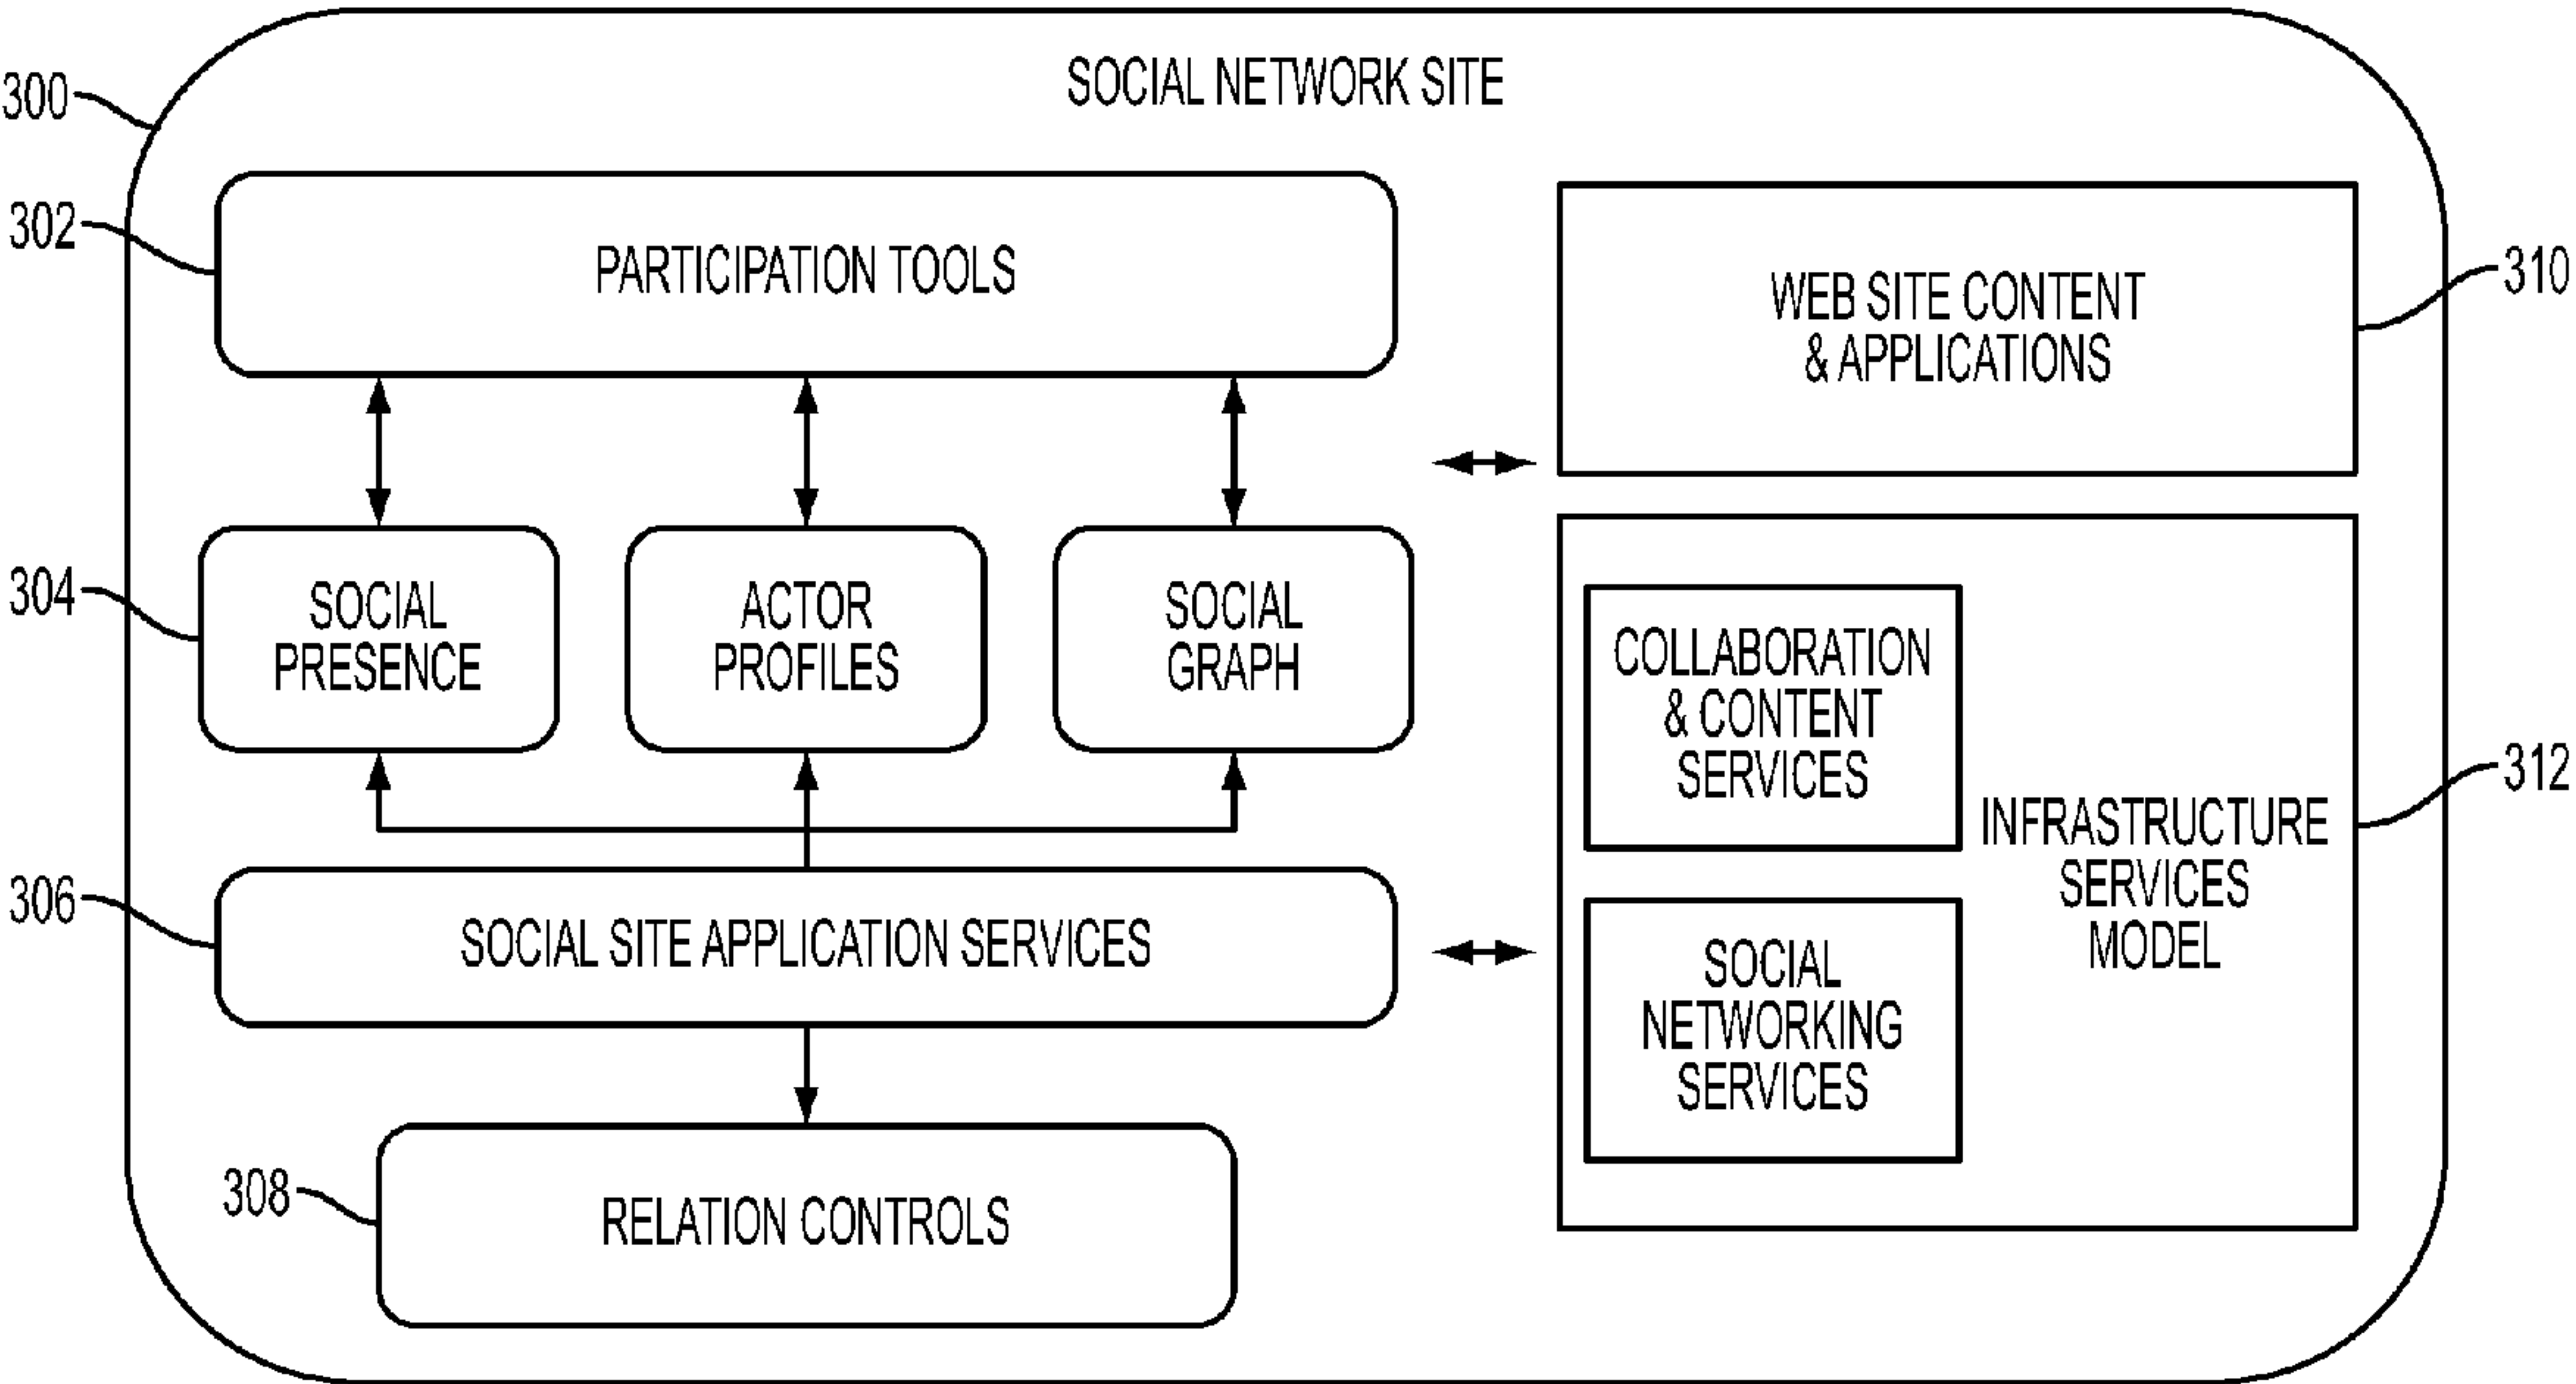 SOCIAL NETWORK SITE
300
302
PARTICIPATION TOOLS
WEB SITE CONTENT
& APPLICATIONS
310
304
SOCIAL
PRESENCE
ACTOR
PROFILES
SOCIAL
GRAPH
COLLABORATION
& CONTENT
SERVICES
INFRASTRUCTURE
SERVICES
MODEL
312
306
SOCIAL SITE APPLICATION SERVICES
SOCIAL
NETWORKING
SERVICES
308
RELATION CONTROLS